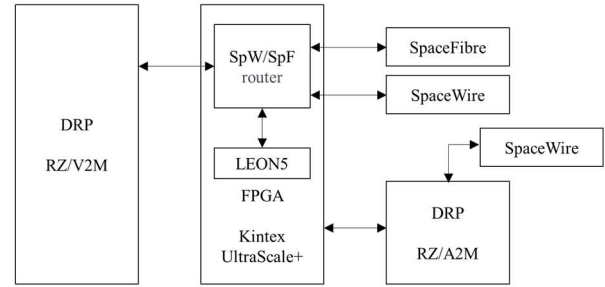 DRP
RZ/V2M
SpW/SpF
router
LEON5
FPGA
Kintex
UltraScale+
SpaceFibre
SpaceWire
SpaceWire
DRP
RZ/A2M